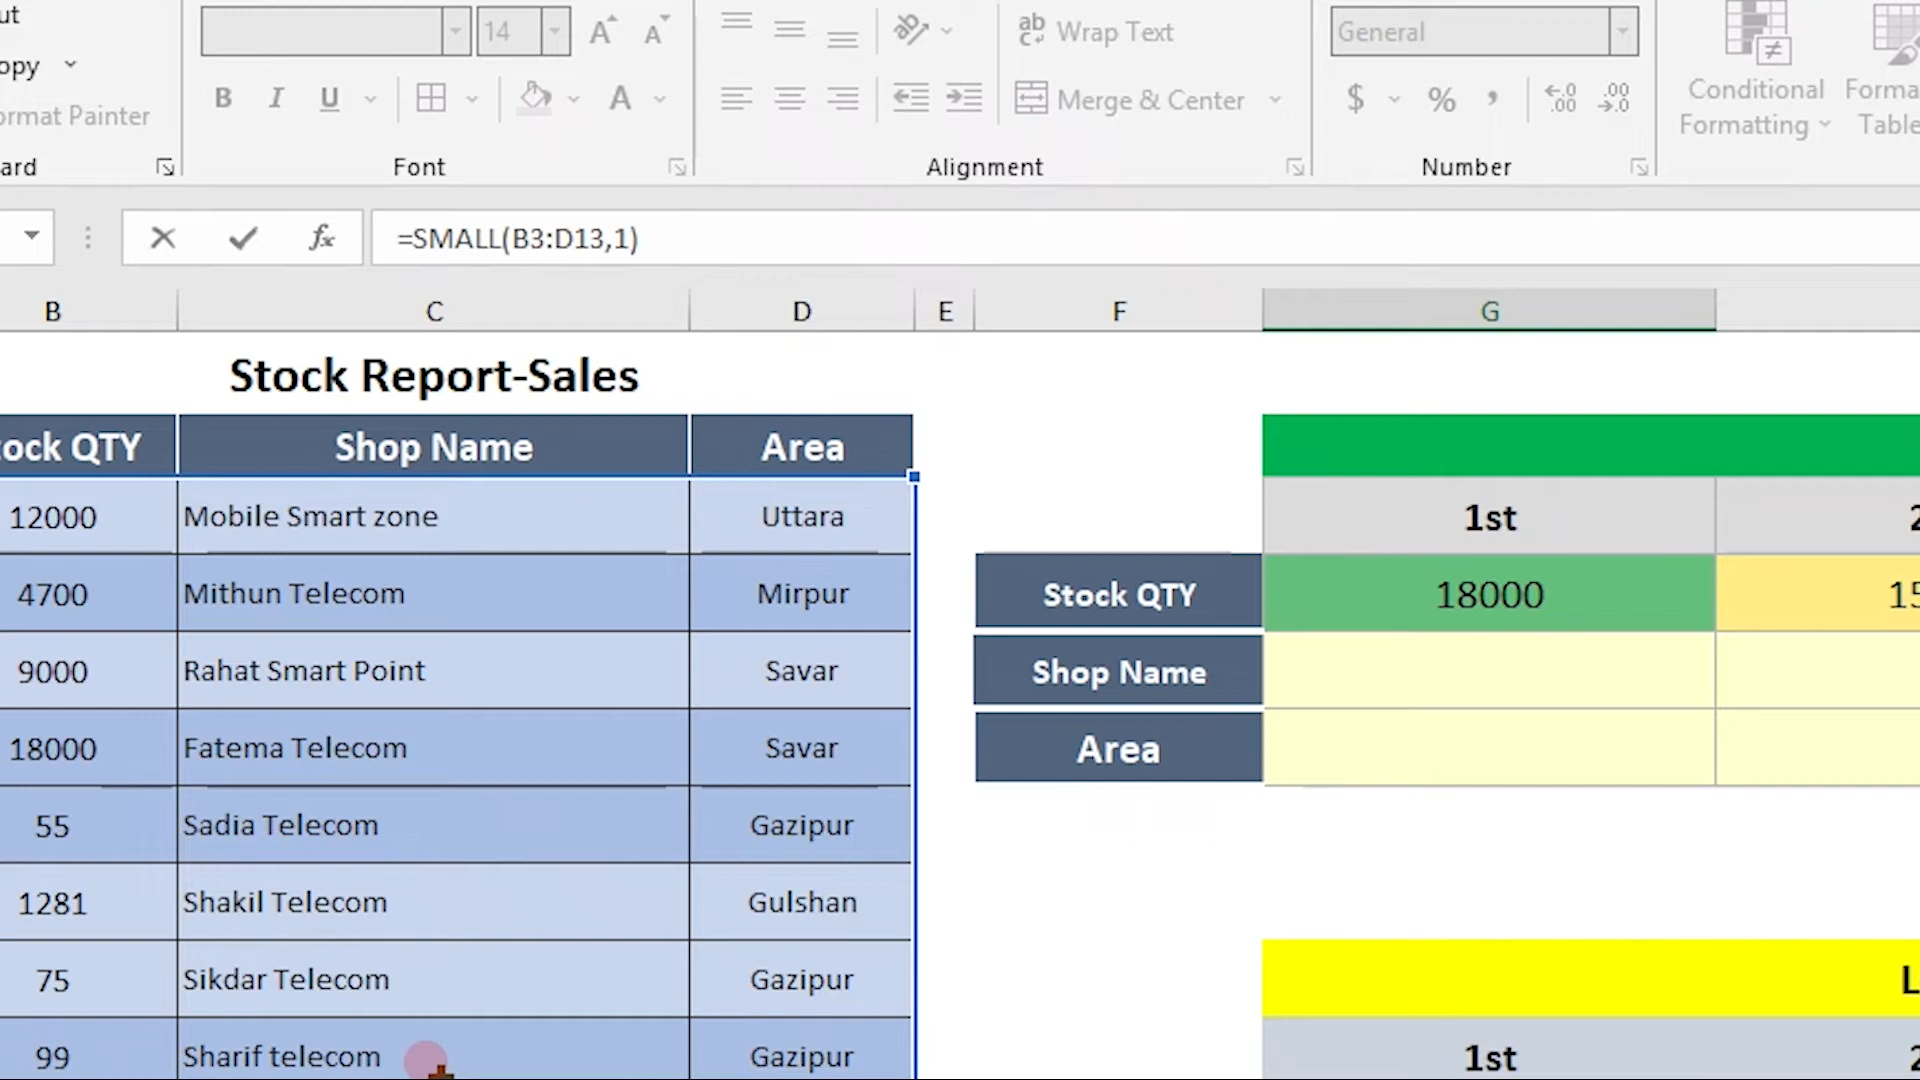 ut
14
A A
ab Wrap Text
General
opy
B I U A
Merge & Center
$ % ,
Conditional Formatting
Forma
Table
ormat Painter
ard
Font
Alignment
Number
fx =SMALL(B3:D13,1)
B C D E F G
Stock Report-Sales
tock QTY Shop Name Area
12000 Mobile Smart zone Uttara
4700 Mithun Telecom Mirpur
9000 Rahat Smart Point Savar
18000 Fatema Telecom Savar
55 Sadia Telecom Gazipur
1281 Shakil Telecom Gulshan
75 Sikdar Telecom Gazipur
99 Sharif telecom Gazipur
1st 2
Stock QTY 18000 15
Shop Name
Area
L
1st 2